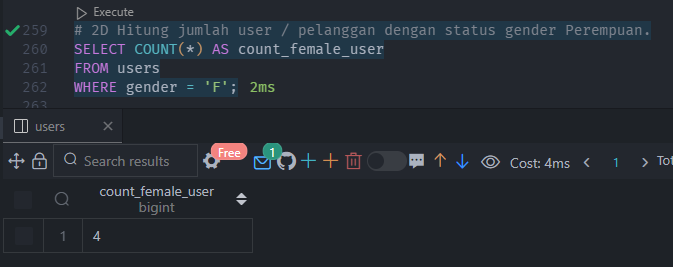 Execute
259 # 2D Hitung jumlah user / pelanggan dengan status gender Perempuan.
260 SELECT COUNT(*) AS count_female_user
261 FROM users
262 WHERE gender = 'F'; 2ms
263
users
Search results Free 1 Cost: 4ms < 1 > Tot
count_female_user
bigint
1 4